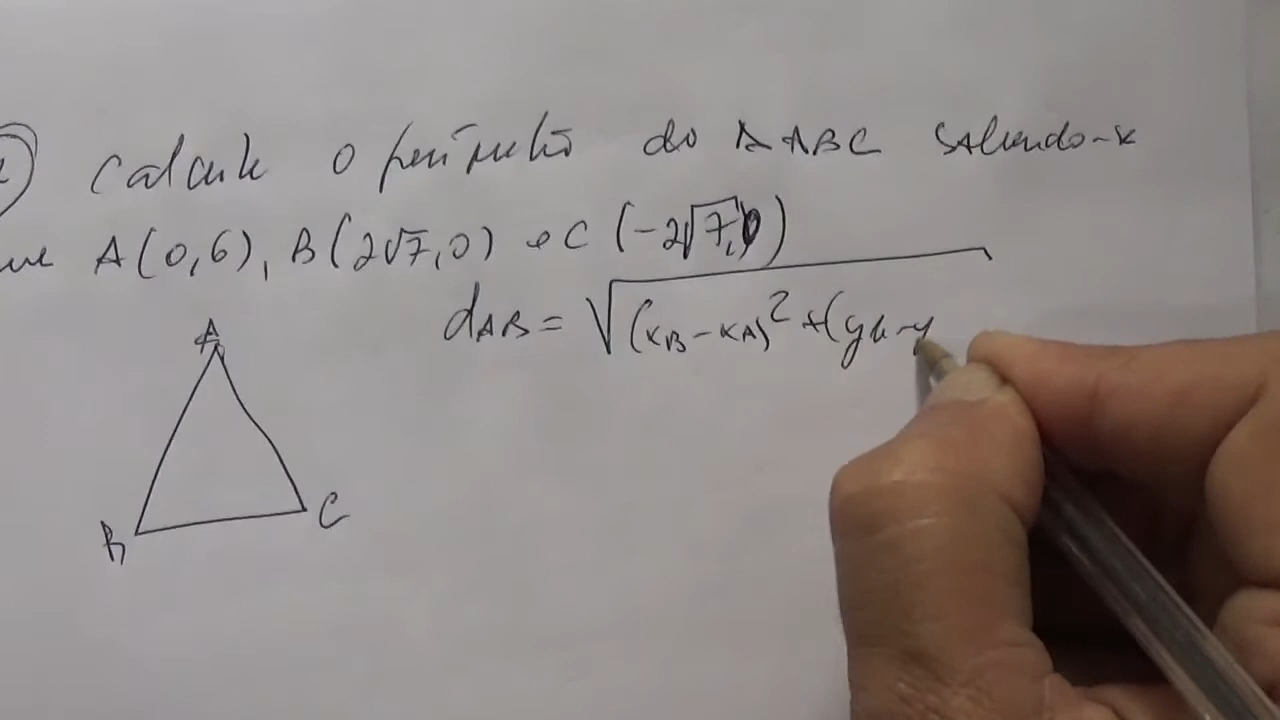 Calcule o perímetro do Δ ABC sabendo-se
que A(0,6), B(2√7,0) e C(-2√7,0)
dAB = √(xB-xA)² +(yB-y
A
B
C